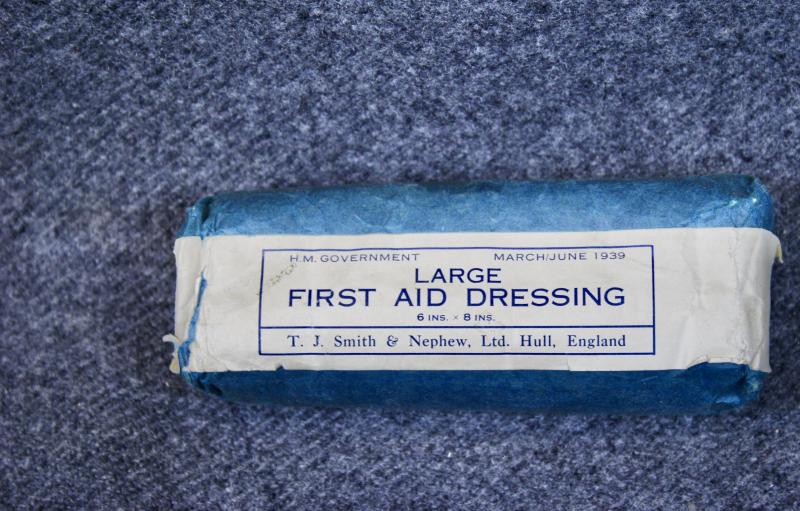 H.M. GOVERNMENT MARCH/JUNE 1939
LARGE
FIRST AID DRESSING
6 INS. × 8 INS.
T. J. Smith & Nephew, Ltd. Hull, England